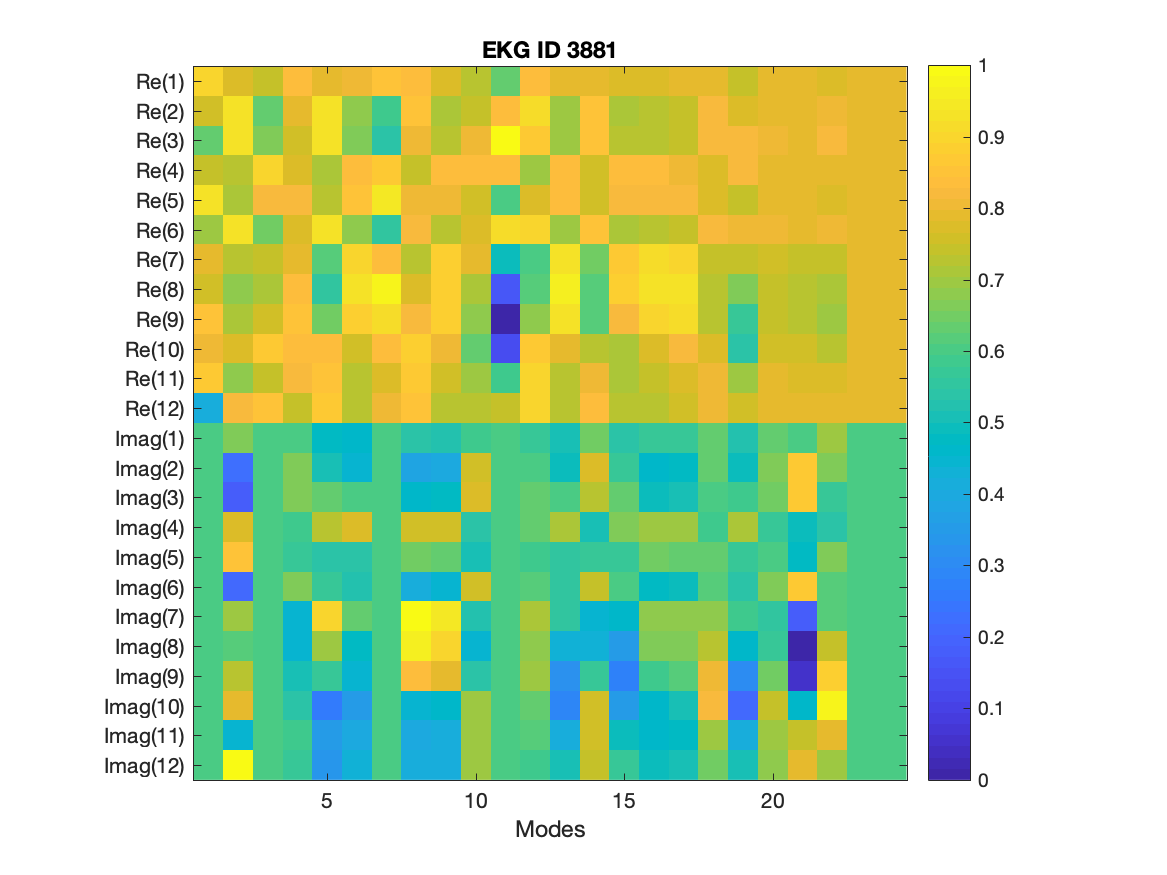 EKG ID 3881
Re(1)
Re(2)
Re(3)
Re(4)
Re(5)
Re(6)
Re(7)
Re(8)
Re(9)
Re(10)
Re(11)
Re(12)
Imag(1)
Imag(2)
Imag(3)
Imag(4)
Imag(5)
Imag(6)
Imag(7)
Imag(8)
Imag(9)
Imag(10)
Imag(11)
Imag(12)
5 10 15 20
Modes
1
0.9
0.8
0.7
0.6
0.5
0.4
0.3
0.2
0.1
0